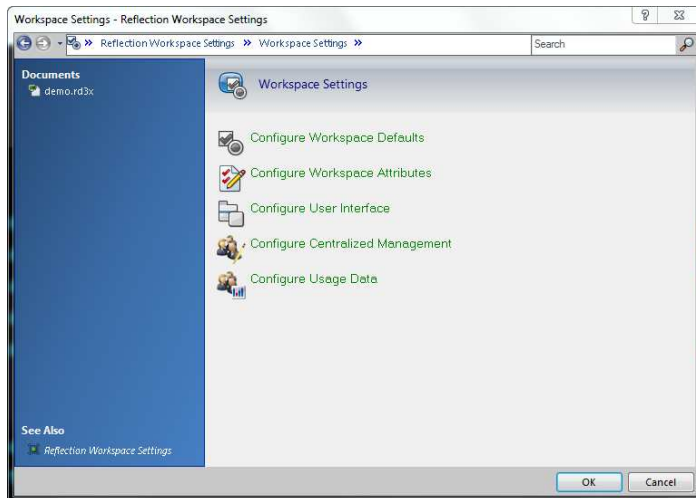 Workspace Settings - Reflection Workspace Settings
Reflection Workspace Settings » Workspace Settings »
Search
Documents
demo.rd3x
Workspace Settings
Configure Workspace Defaults
Configure Workspace Attributes
Configure User Interface
Configure Centralized Management
Configure Usage Data
See Also
Reflection Workspace Settings
OK
Cancel